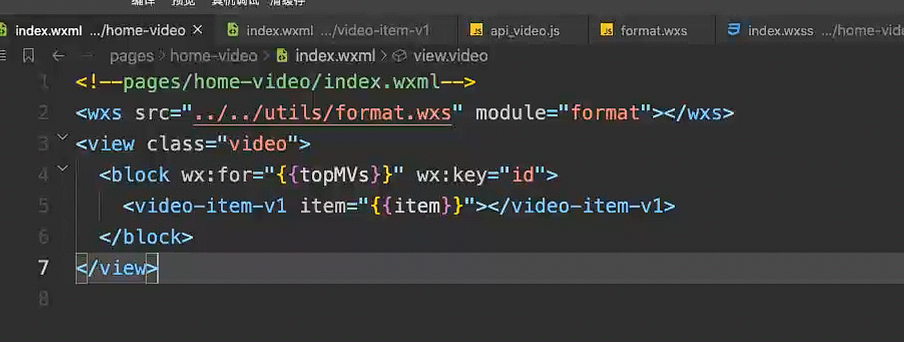 编译 预览 真机调试 清缓存
index.wxml .../home-video × index.wxml .../video-item-v1 JS api_video.js JS format.wxs index.wxss .../home-video
pages > home-video > index.wxml > view.video
1 <!--pages/home-video/index.wxml-->
2 <wxs src="../../utils/format.wxs" module="format"></wxs>
3 <view class="video">
4 <block wx:for="{{topMVs}}" wx:key="id">
5 <video-item-v1 item="{{item}}"></video-item-v1>
6 </block>
7 </view>
8